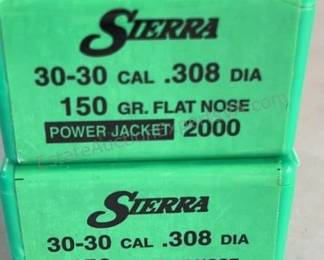 SIERRA
30-30 CAL .308 DIA
150 GR. FLAT NOSE
POWER JACKET 2000
SIERRA
30-30 CAL .308 DIA